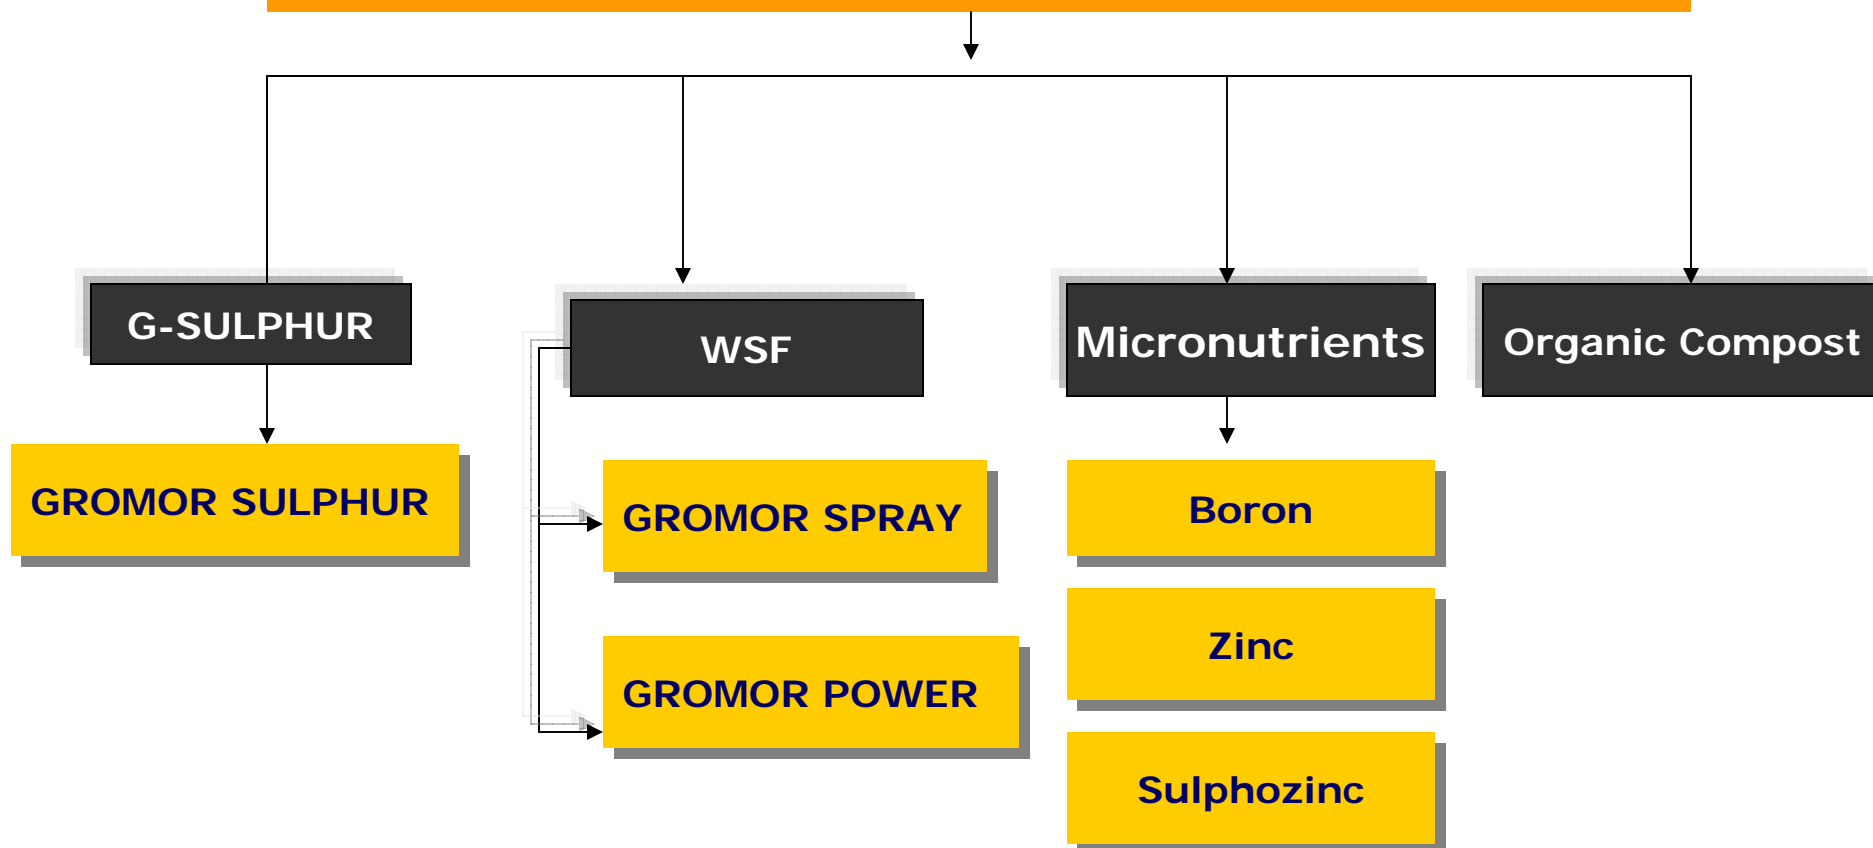 G-SULPHUR
WSF
Micronutrients
Organic Compost
GROMOR SULPHUR
GROMOR SPRAY
GROMOR POWER
Boron
Zinc
Sulphozinc